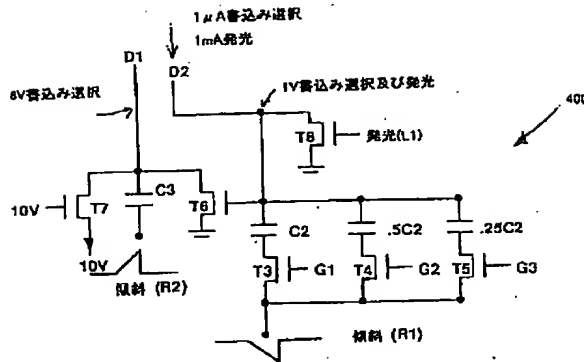 1μA書込み選択
1mA発光
D1
D2
8V書込み選択
1V書込み選択及び発光
400
T8
発光(L1)
10V
T7
C3
T6
C2
.5C2
.25C2
10V
T3
G1
T4
G2
T5
G3
傾斜 (R2)
傾斜 (R1)